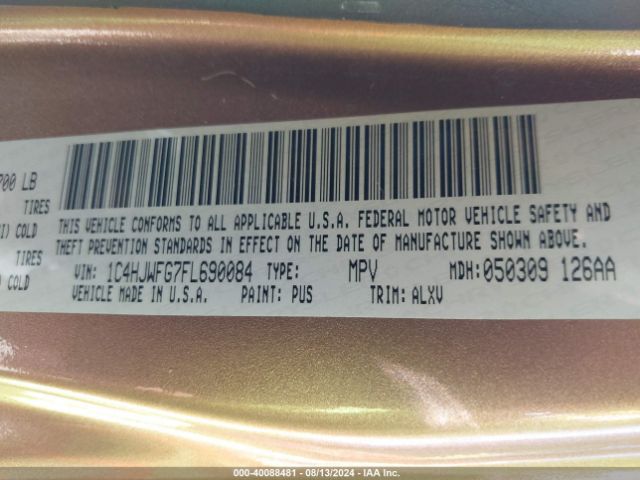 700 LB
TIRES
COLD
THIS VEHICLE CONFORMS TO ALL APPLICABLE U.S.A. FEDERAL MOTOR VEHICLE SAFETY AND
TIRES
THEFT PREVENTION STANDARDS IN EFFECT ON THE DATE OF MANUFACTURE SHOWN ABOVE.
COLD
VIN: 1C4HJWFG7FL690084 TYPE: MPV MDH: 050309 126AA
VEHICLE MADE IN U.S.A. PAINT: PUS TRIM: ALXV
000-40088481 - 08/13/2024 - IAA Inc.